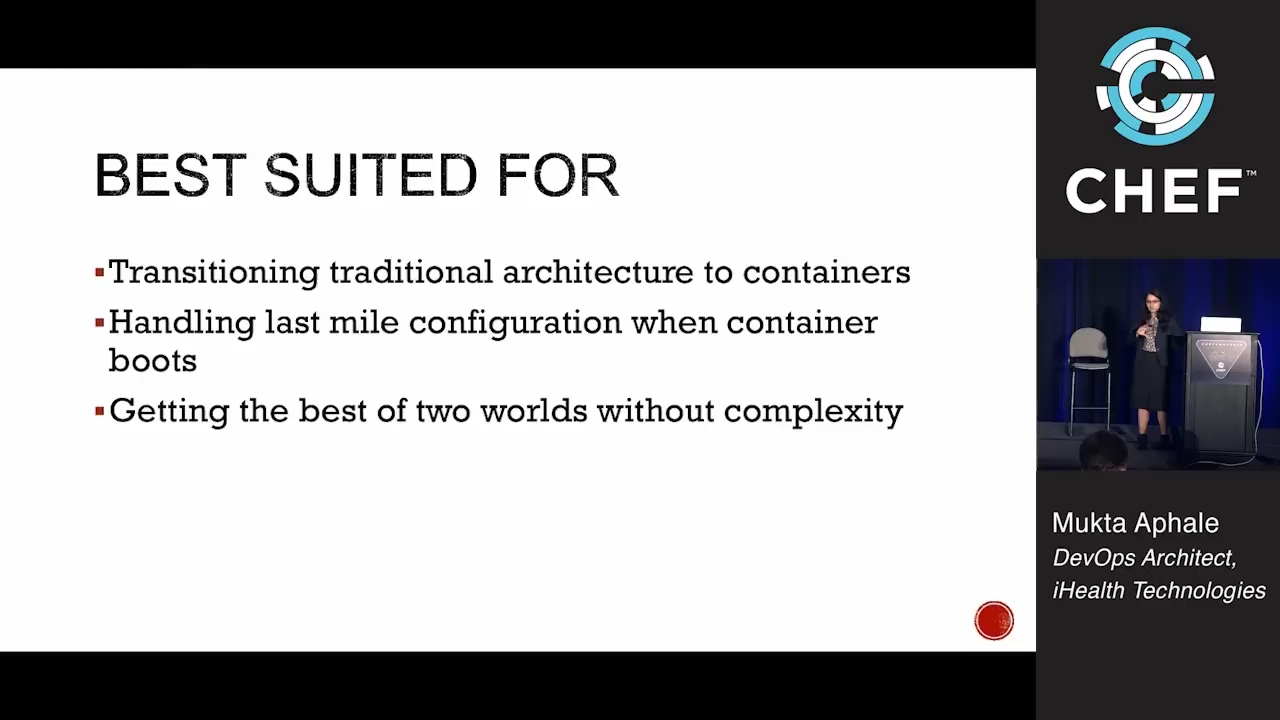 BEST SUITED FOR
▪Transitioning traditional architecture to containers
▪Handling last mile configuration when container
boots
▪Getting the best of two worlds without complexity
CHEF™
Mukta Aphale
DevOps Architect,
iHealth Technologies